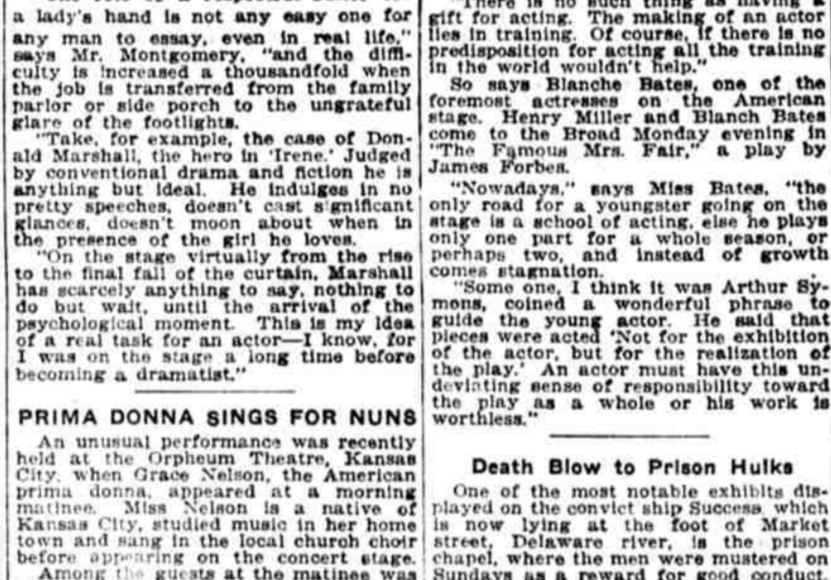 a lady's hand is not any easy one for
any man to essay, even in real life,"
says Mr. Montgomery, "and the diffi-
culty is increased a thousandfold when
the job is transferred from the family
parlor or side porch to the ungrateful
glare of the footlights.
"Take, for example, the case of Don-
ald Marshall, the hero in 'Irene.' Judged
by conventional drama and fiction he is
anything but ideal. He indulges in no
pretty speeches, doesn't cast significant
glances, doesn't moon about when in
the presence of the girl he loves.
"On the stage virtually from the rise
to the final fall of the curtain, Marshall
has scarcely anything to say, nothing to
do but wait, until the arrival of the
psychological moment. This is my idea
of a real task for an actor—I know, for
I was on the stage a long time before
becoming a dramatist."
PRIMA DONNA SINGS FOR NUNS
An unusual performance was recently
held at the Orpheum Theatre, Kansas
City, when Grace Nelson, the American
prima donna, appeared at a morning
matinee. Miss Nelson is a native of
Kansas City, studied music in her home
town and sang in the local church choir
before appearing on the concert stage.
Among the guests at the matinee was
"There is no such thing as having a
gift for acting. The making of an actor
lies in training. Of course, if there is no
predisposition for acting all the training
in the world wouldn't help."
So says Blanche Bates, one of the
foremost actresses on the American
stage. Henry Miller and Blanch Bates
come to the Broad Monday evening in
"The Famous Mrs. Fair," a play by
James Forbes.
"Nowadays," says Miss Bates, "the
only road for a youngster going on the
stage is a school of acting, else he plays
only one part for a whole season, or
perhaps two, and instead of growth
comes stagnation.
"Some one, I think it was Arthur Sy-
mons, coined a wonderful phrase to
guide the young actor. He said that
pieces were acted 'Not for the exhibition
of the actor, but for the realization of
the play.' An actor must have this un-
deviating sense of responsibility toward
the play as a whole or his work is
worthless."
Death Blow to Prison Hulks
One of the most notable exhibits dis-
played on the convict ship Success, which
is now lying at the foot of Market
street, Delaware river, is the prison
chapel, where the men were mustered on
Sundays as a reward for good conduct.